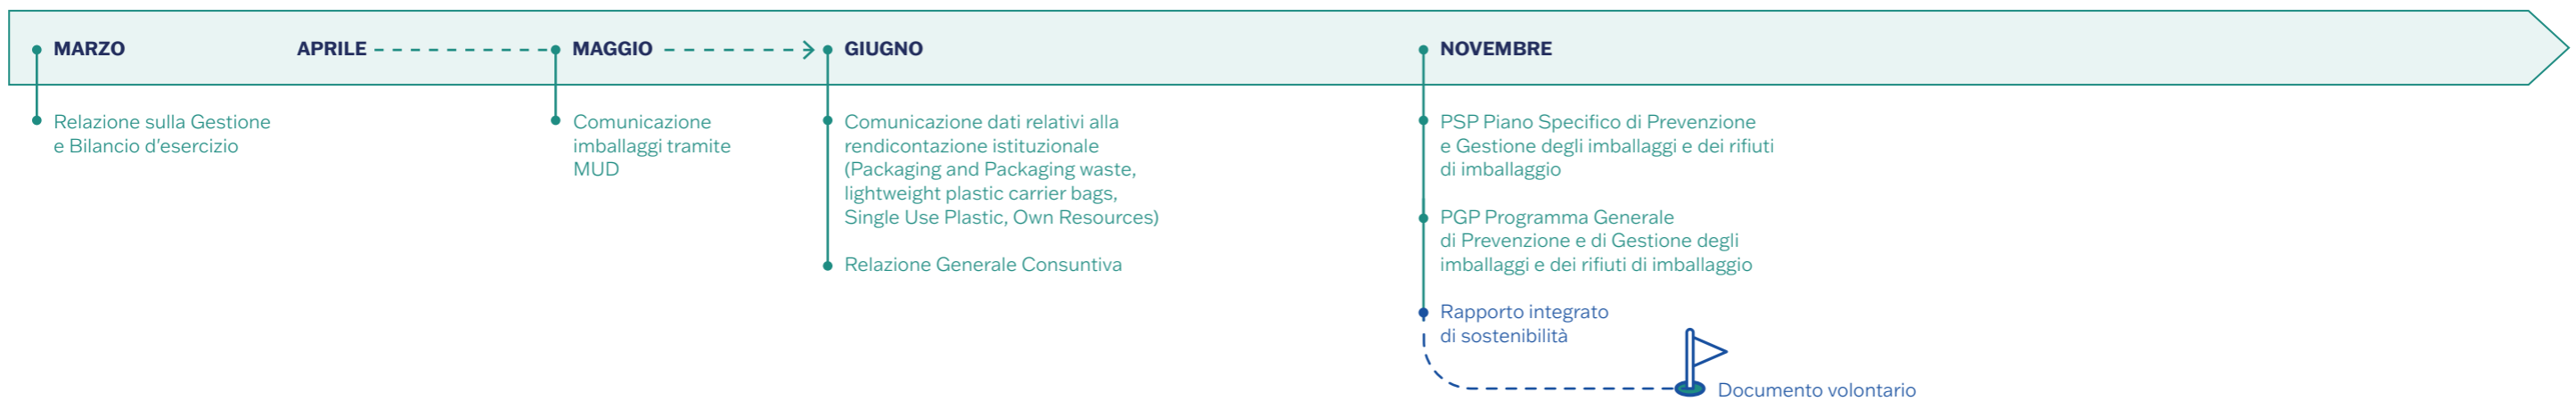 MARZO
APRILE
MAGGIO
GIUGNO
NOVEMBRE
Relazione sulla Gestione
e Bilancio d'esercizio
Comunicazione
imballaggi tramite
MUD
Comunicazione dati relativi alla
rendicontazione istituzionale
(Packaging and Packaging waste,
lightweight plastic carrier bags,
Single Use Plastic, Own Resources)
Relazione Generale Consuntiva
PSP Piano Specifico di Prevenzione
e Gestione degli imballaggi e dei rifiuti
di imballaggio
PGP Programma Generale
di Prevenzione e di Gestione degli
imballaggi e dei rifiuti di imballaggio
Rapporto integrato
di sostenibilità
Documento volontario